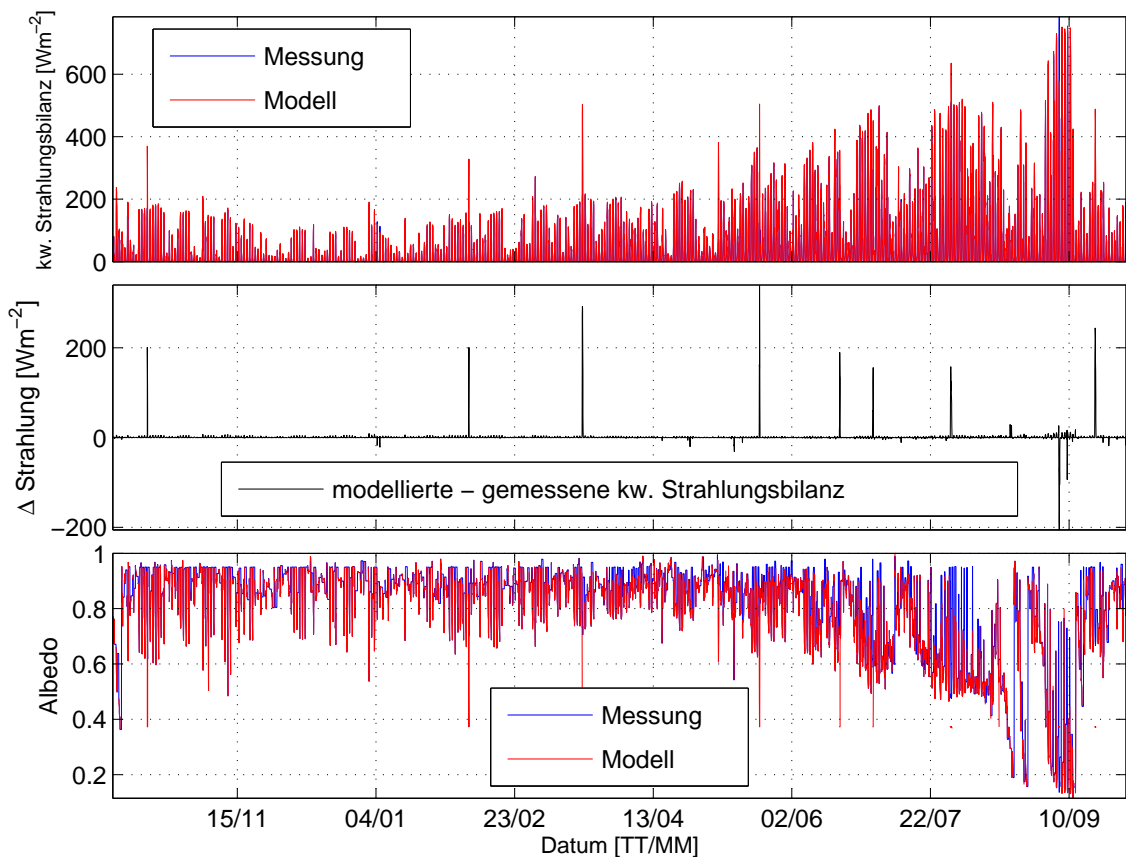 kw. Strahlungsbilanz [Wm−2]
600
400
200
0
Messung
Modell
Δ Strahlung [Wm−2]
200
0
−200
modellierte − gemessene kw. Strahlungsbilanz
Albedo
1
0.8
0.6
0.4
0.2
Messung
Modell
15/11 04/01 23/02 13/04 02/06 22/07 10/09
Datum [TT/MM]